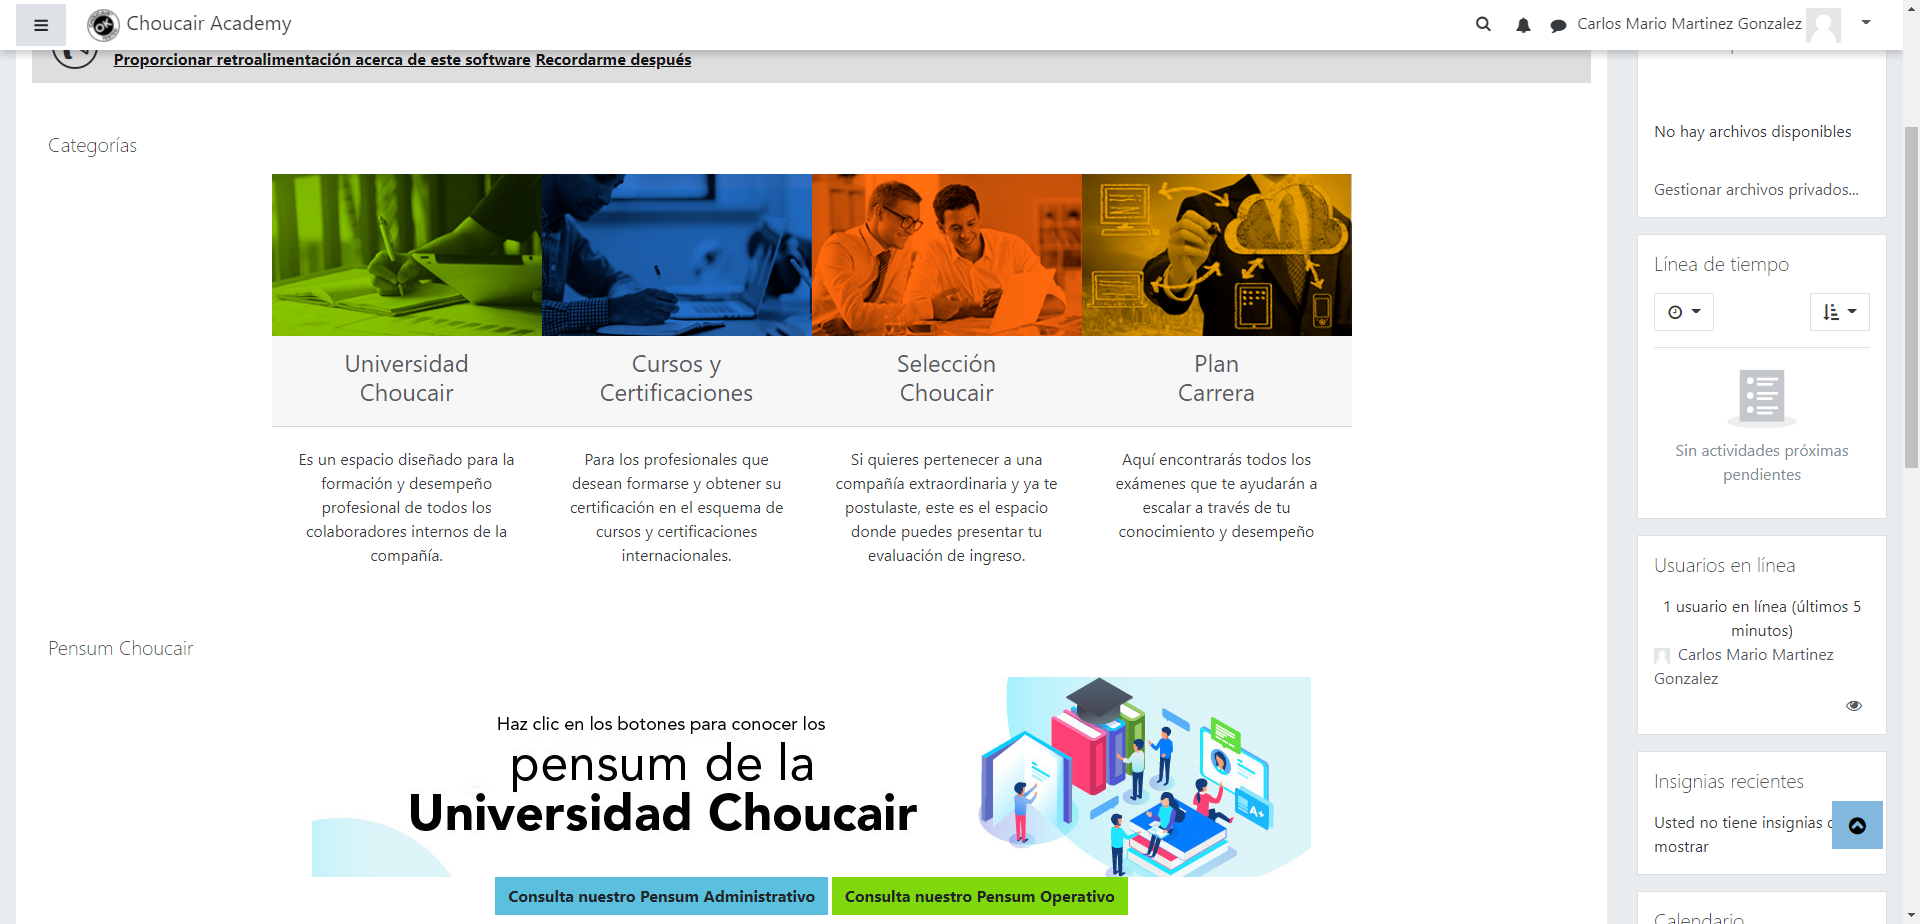 Choucair Academy
Carlos Mario Martinez Gonzalez
Proporcionar retroalimentación acerca de este software Recordarme después
Categorías
Universidad
Choucair
Es un espacio diseñado para la
formación y desempeño
profesional de todos los
colaboradores internos de la
compañía.
Cursos y
Certificaciones
Para los profesionales que
desean formarse y obtener su
certificación en el esquema de
cursos y certificaciones
internacionales.
Selección
Choucair
Si quieres pertenecer a una
compañía extraordinaria y ya te
postulaste, este es el espacio
donde puedes presentar tu
evaluación de ingreso.
Plan
Carrera
Aquí encontrarás todos los
exámenes que te ayudarán a
escalar a través de tu
conocimiento y desempeño
Pensum Choucair
Haz clic en los botones para conocer los
pensum de la
Universidad Choucair
A+
Consulta nuestro Pensum Administrativo
Consulta nuestro Pensum Operativo
No hay archivos disponibles
Gestionar archivos privados...
Línea de tiempo
Sin actividades próximas
pendientes
Usuarios en línea
1 usuario en línea (últimos 5
minutos)
Carlos Mario Martinez
Gonzalez
Insignias recientes
Usted no tiene insignias
mostrar
Calendario